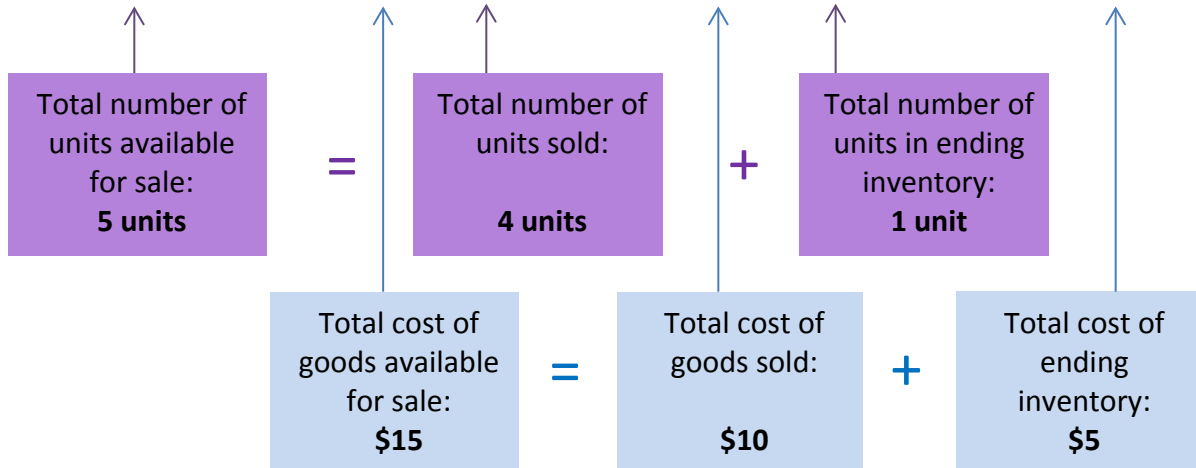 Total number of
units available
for sale:
5 units
=
Total number of
units sold:
4 units
+
Total number of
units in ending
inventory:
1 unit
Total cost of
goods available
for sale:
$15
=
Total cost of
goods sold:
$10
+
Total cost of
ending
inventory:
$5